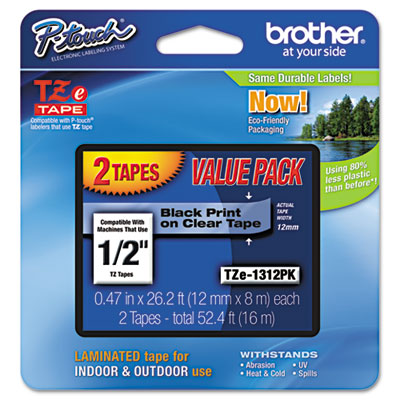 P-touch
ELECTRONIC LABELING SYSTEM
brother
at your side
TZe
TAPE
Compatible with P-touch®
labelers that use TZ tape
Same Durable Labels!
Now!
Eco-Friendly
Packaging
Using 80%
less plastic
than before*!
2 TAPES
VALUE PACK
Compatible With
Machines That Use
1/2"
TZ Tapes
Black Print
on Clear Tape
ACTUAL
TAPE
WIDTH
12mm
TZe-1312PK
0.47 in x 26.2 ft (12 mm x 8 m) each
2 Tapes - total 52.4 ft (16 m)
LAMINATED tape for
INDOOR & OUTDOOR use
WITHSTANDS
• Abrasion • UV
• Heat & Cold • Spills